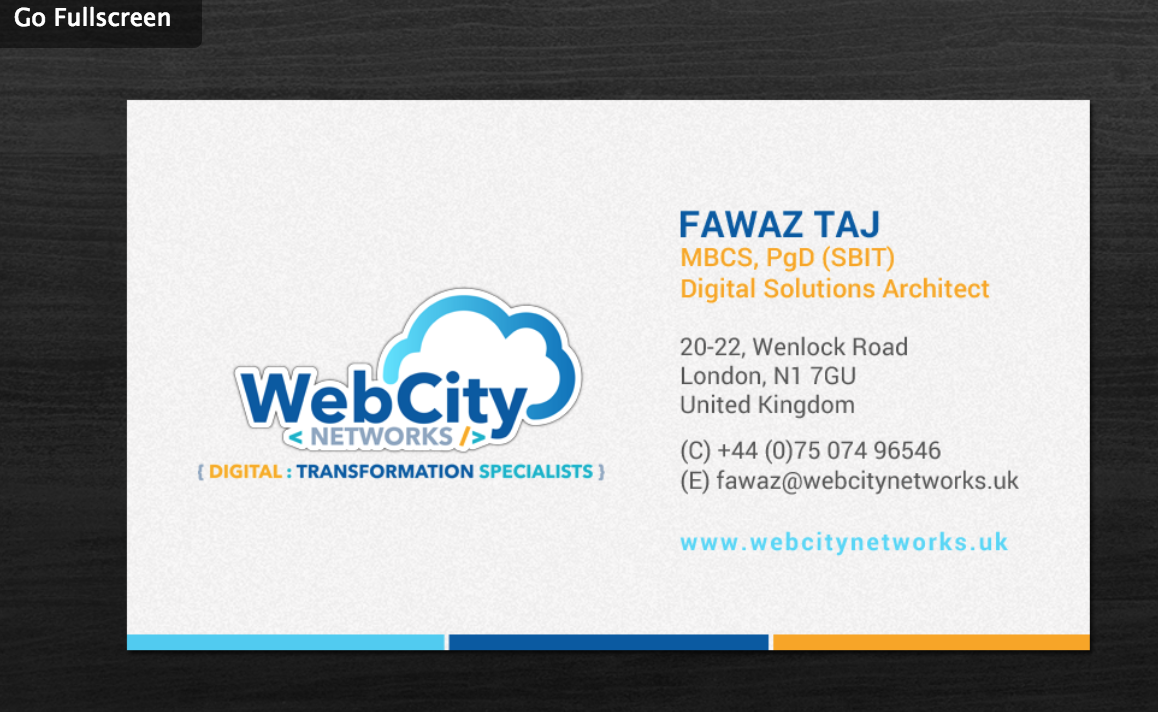 Go Fullscreen
WebCity
< NETWORKS />
{ DIGITAL : TRANSFORMATION SPECIALISTS }
FAWAZ TAJ
MBCS, PgD (SBIT)
Digital Solutions Architect
20-22, Wenlock Road
London, N1 7GU
United Kingdom
(C) +44 (0)75 074 96546
(E) fawaz@webcitynetworks.uk
www.webcitynetworks.uk